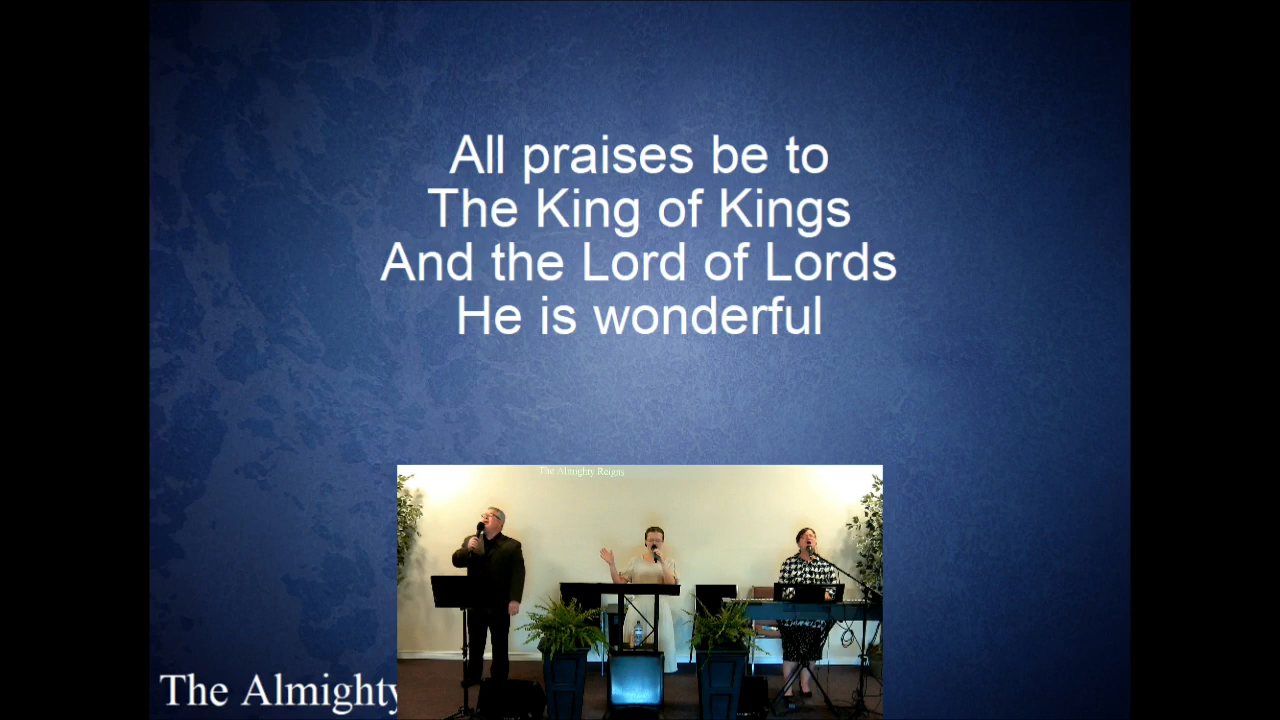 All praises be to
The King of Kings
And the Lord of Lords
He is wonderful
The Almighty Reigns
The Almighty